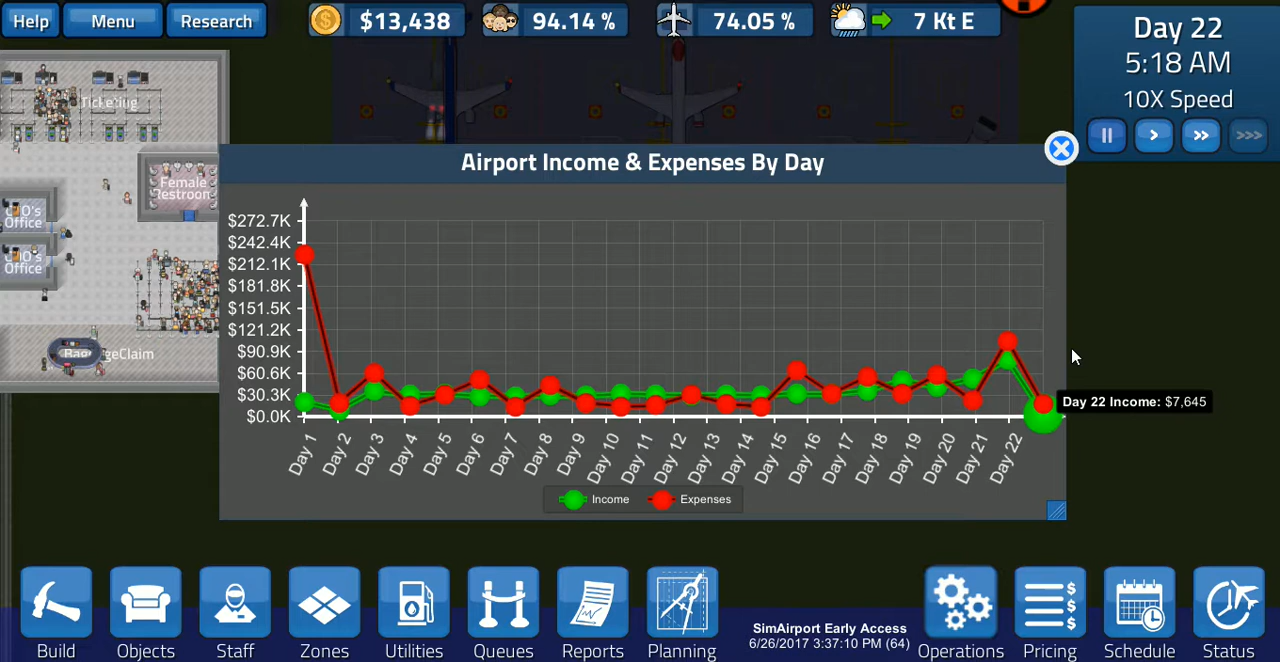 Help
Menu
Research
$13,438
94.14 %
74.05 %
7 Kt E
Day 22
5:18 AM
10X Speed
Ticketing
Female
Restroom
Office
Office
Airport Income & Expenses By Day
$272.7K
$242.4K
$212.1K
$181.8K
$151.5K
$121.2K
$90.9K
$60.6K
$30.3K
$0.0K
Day 1
Day 2
Day 3
Day 4
Day 5
Day 6
Day 7
Day 8
Day 9
Day 10
Day 11
Day 12
Day 13
Day 14
Day 15
Day 16
Day 17
Day 18
Day 19
Day 20
Day 21
Day 22
Day 22 Income: $7,645
Income
Expenses
Build
Objects
Staff
Zones
Utilities
Queues
Reports
Planning
SimAirport Early Access
6/26/2017 3:37:10 PM (64)
Operations
Pricing
Schedule
Status